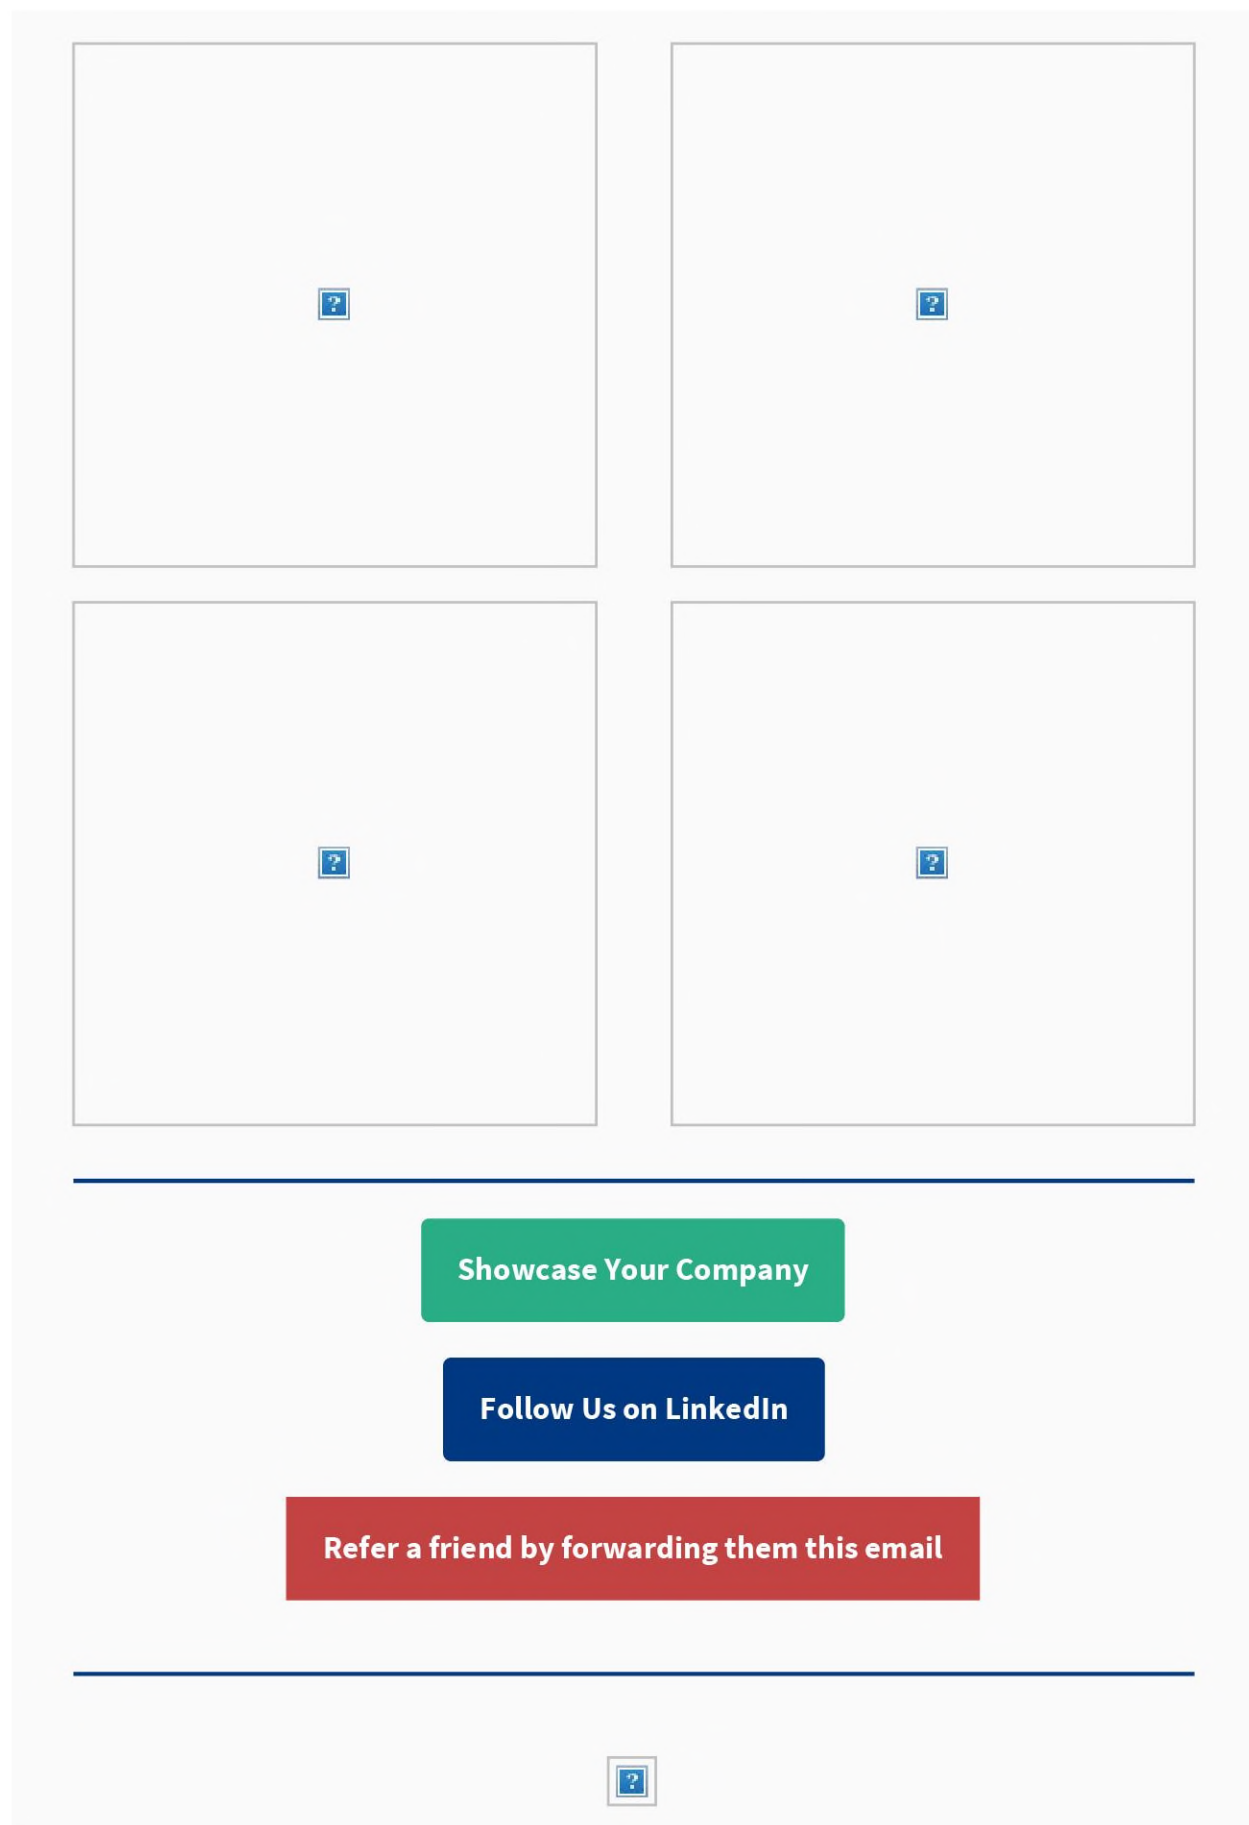 Showcase Your Company
Follow Us on LinkedIn
Refer a friend by forwarding them this email